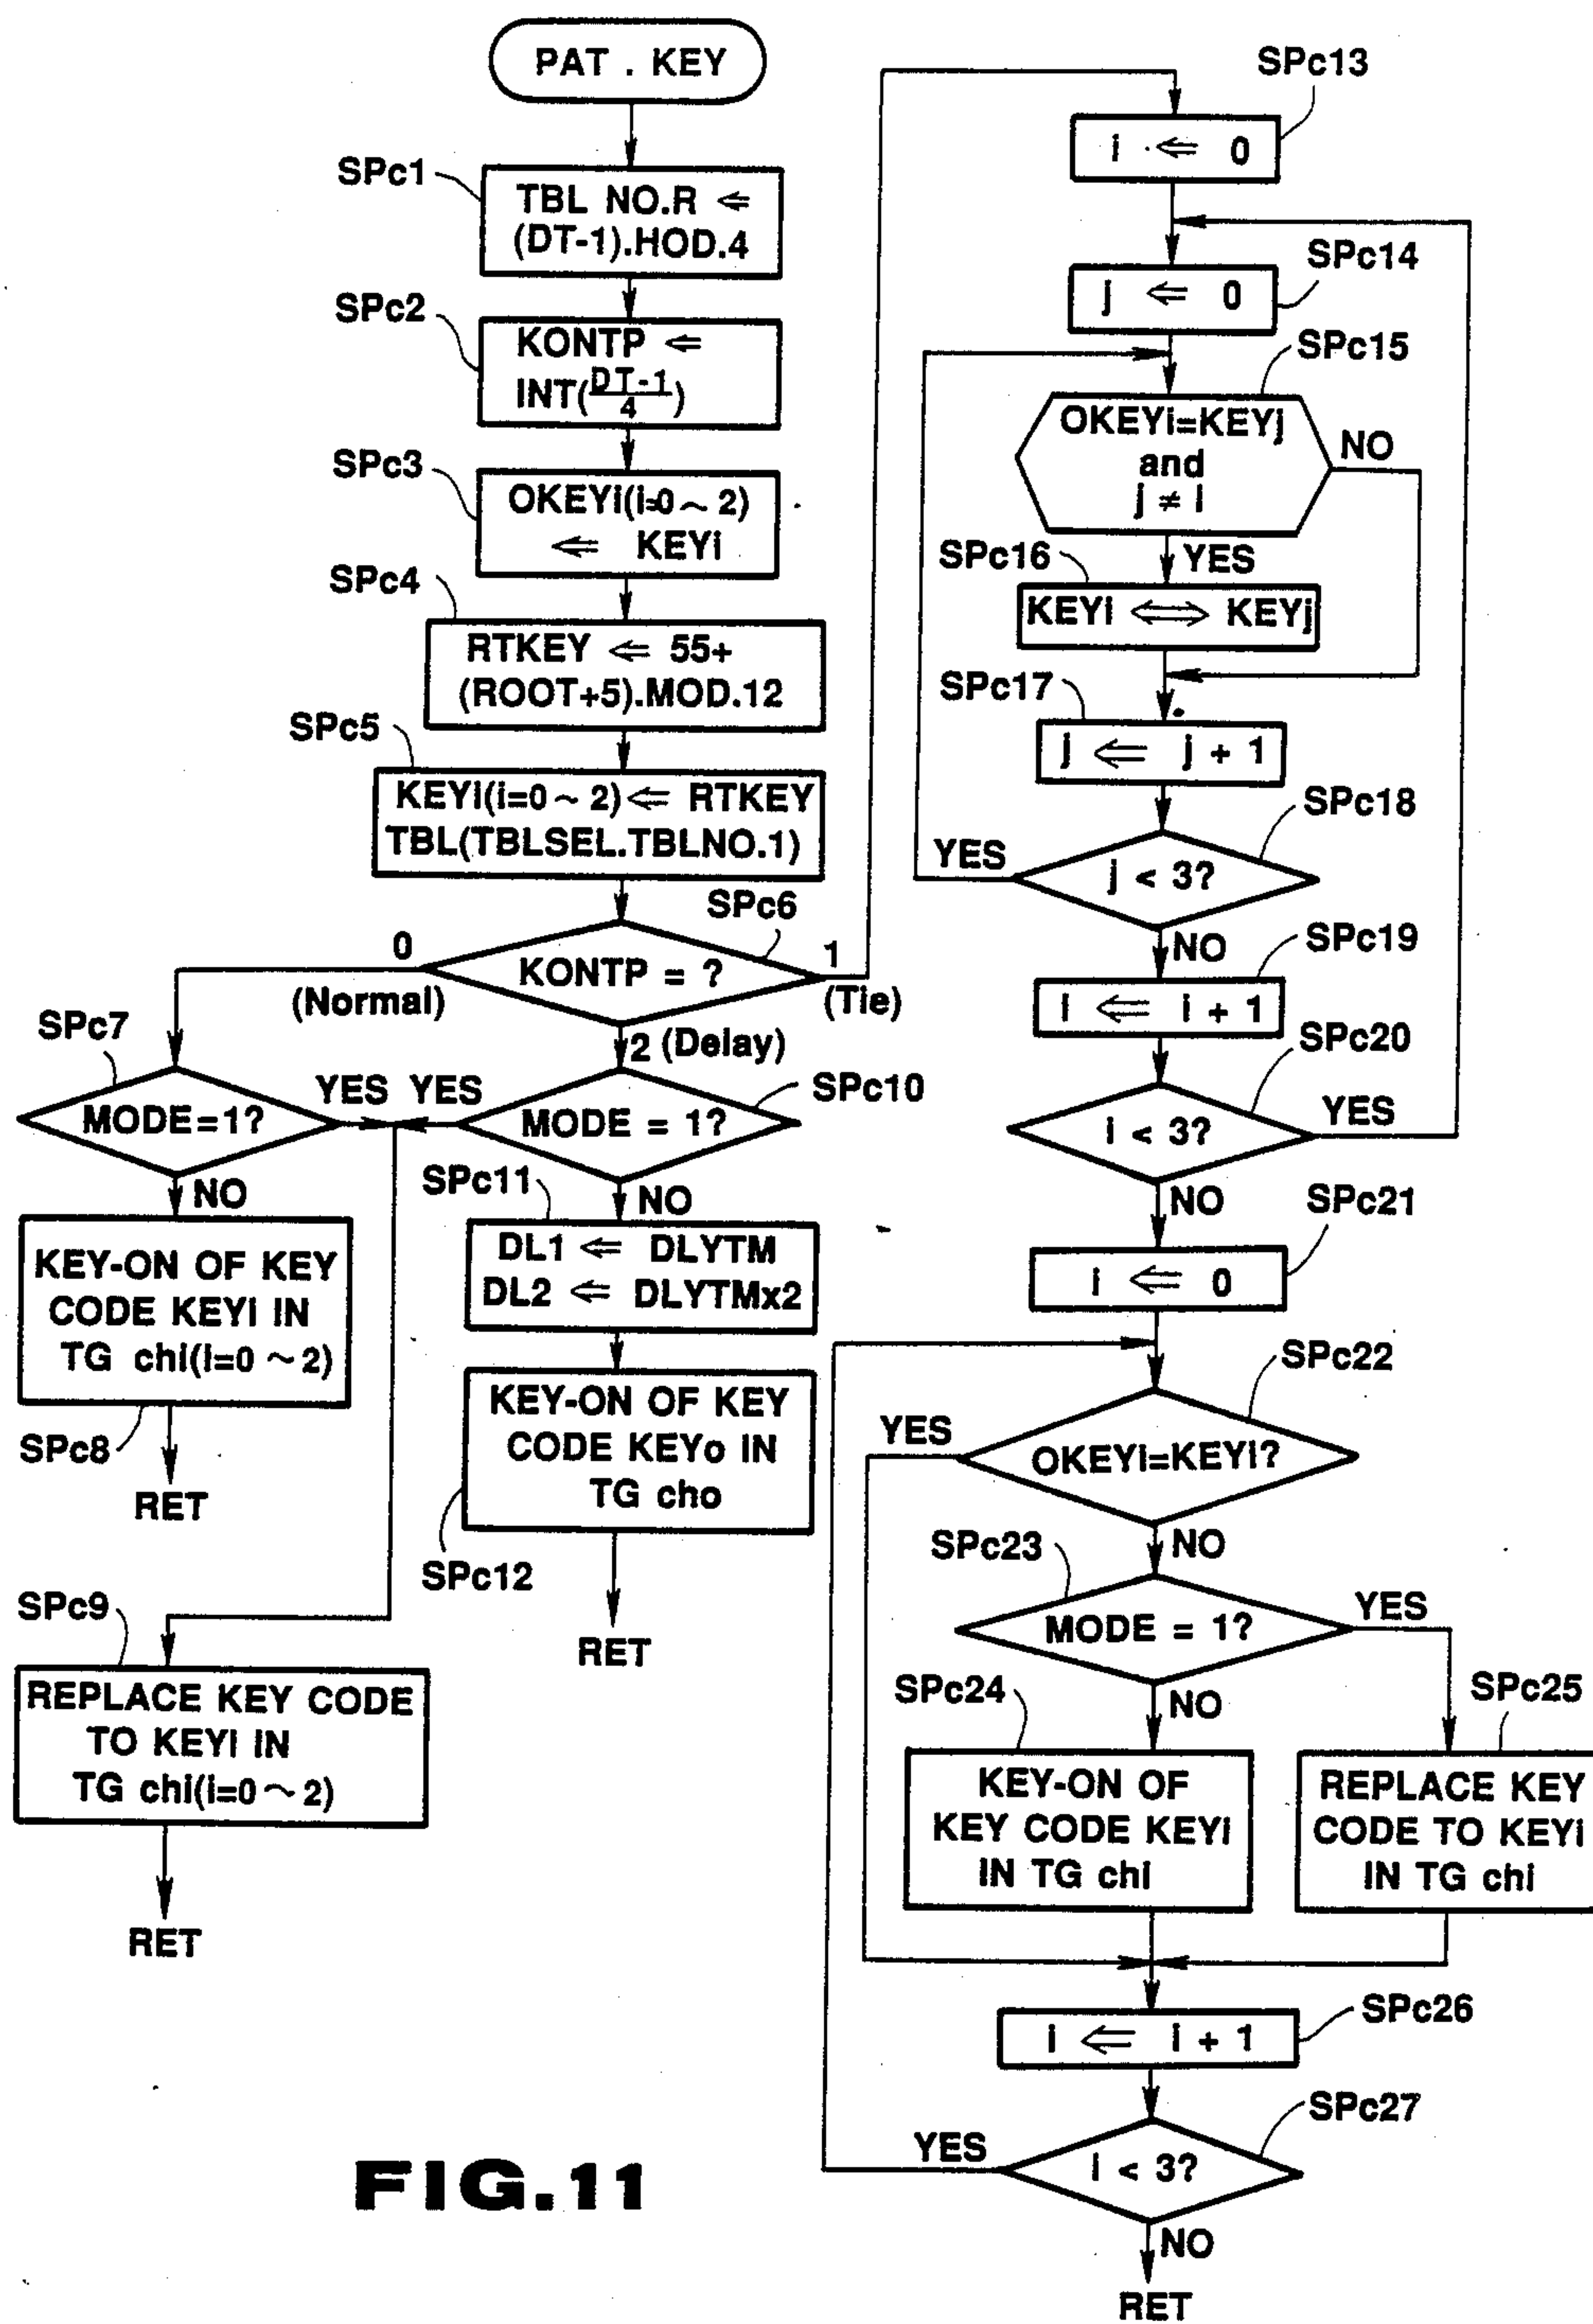 PAT . KEY
SPc1
TBL NO.R ⇐
(DT-1).HOD.4
SPc2
KONTP ⇐
INT(DT-1/4)
SPc3
OKEYi(i=0～2)
⇐ KEYi
SPc4
RTKEY ⇐ 55+
(ROOT+5).MOD.12
SPc5
KEYi(i=0～2)⇐ RTKEY
TBL(TBLSEL.TBLNO.1)
SPc6
KONTP = ?
0
(Normal)
1
(Tie)
2 (Delay)
SPc7
MODE=1?
YES
NO
KEY-ON OF KEY
CODE KEYi IN
TG chi(i=0～2)
SPc8
RET
SPc9
REPLACE KEY CODE
TO KEYi IN
TG chi(i=0～2)
RET
YES
MODE = 1?
SPc10
NO
SPc11
DL1 ⇐ DLYTM
DL2 ⇐ DLYTMx2
KEY-ON OF KEY
CODE KEYo IN
TG cho
SPc12
RET
SPc13
i ⇐ 0
SPc14
j ⇐ 0
SPc15
OKEYi=KEYj
and
j ≠ i
NO
YES
SPc16
KEYi ⇔ KEYj
SPc17
j ⇐ j + 1
SPc18
j < 3?
YES
NO
SPc19
i ⇐ i + 1
SPc20
i < 3?
YES
NO
SPc21
i ⇐ 0
SPc22
OKEYi=KEYi?
YES
NO
SPc23
MODE = 1?
YES
NO
SPc24
KEY-ON OF
KEY CODE KEYi
IN TG chi
SPc25
REPLACE KEY
CODE TO KEYi
IN TG chi
SPc26
i ⇐ i + 1
SPc27
i < 3?
YES
NO
RET
FIG.11